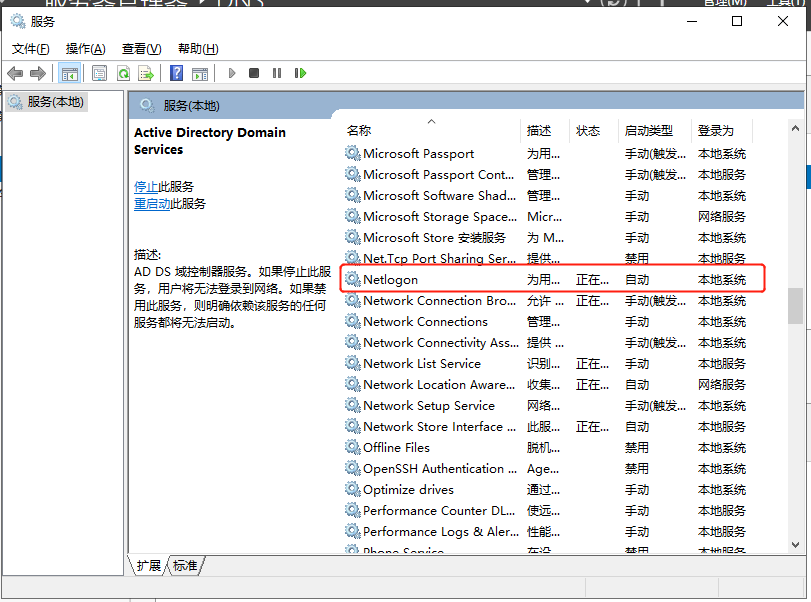 服务
文件(F) 操作(A) 查看(V) 帮助(H)
服务(本地)
服务(本地)
Active Directory Domain
Services
停止此服务
重启动此服务
描述:
AD DS 域控制器服务。如果停止此服
务，用户将无法登录到网络。如果禁
用此服务，则明确依赖该服务的任何
服务都将无法启动。
名称 描述 状态 启动类型 登录为
Microsoft Passport 为用... 手动(触发... 本地系统
Microsoft Passport Cont... 管理... 手动(触发... 本地服务
Microsoft Software Shad... 管理... 手动 本地系统
Microsoft Storage Space... Micr... 手动 网络服务
Microsoft Store 安装服务 为 M... 手动 本地系统
Net.Tcp Port Sharing Ser... 提供... 禁用 本地服务
Netlogon 为用... 正在... 自动 本地系统
Network Connection Bro... 允许 ... 正在... 手动(触发... 本地系统
Network Connections 管理... 手动 本地系统
Network Connectivity Ass... 提供 ... 手动(触发... 本地系统
Network List Service 识别... 正在... 手动 本地服务
Network Location Aware... 收集... 正在... 自动 网络服务
Network Setup Service 网络... 手动(触发... 本地系统
Network Store Interface ... 此服... 正在... 自动 本地服务
Offline Files 脱机... 禁用 本地系统
OpenSSH Authentication ... Age... 禁用 本地系统
Optimize drives 通过... 手动 本地系统
Performance Counter DL... 使远... 手动 本地服务
Performance Logs & Aler... 性能... 手动 本地服务
Phone Service 在设... 禁用 本地服务
扩展 标准